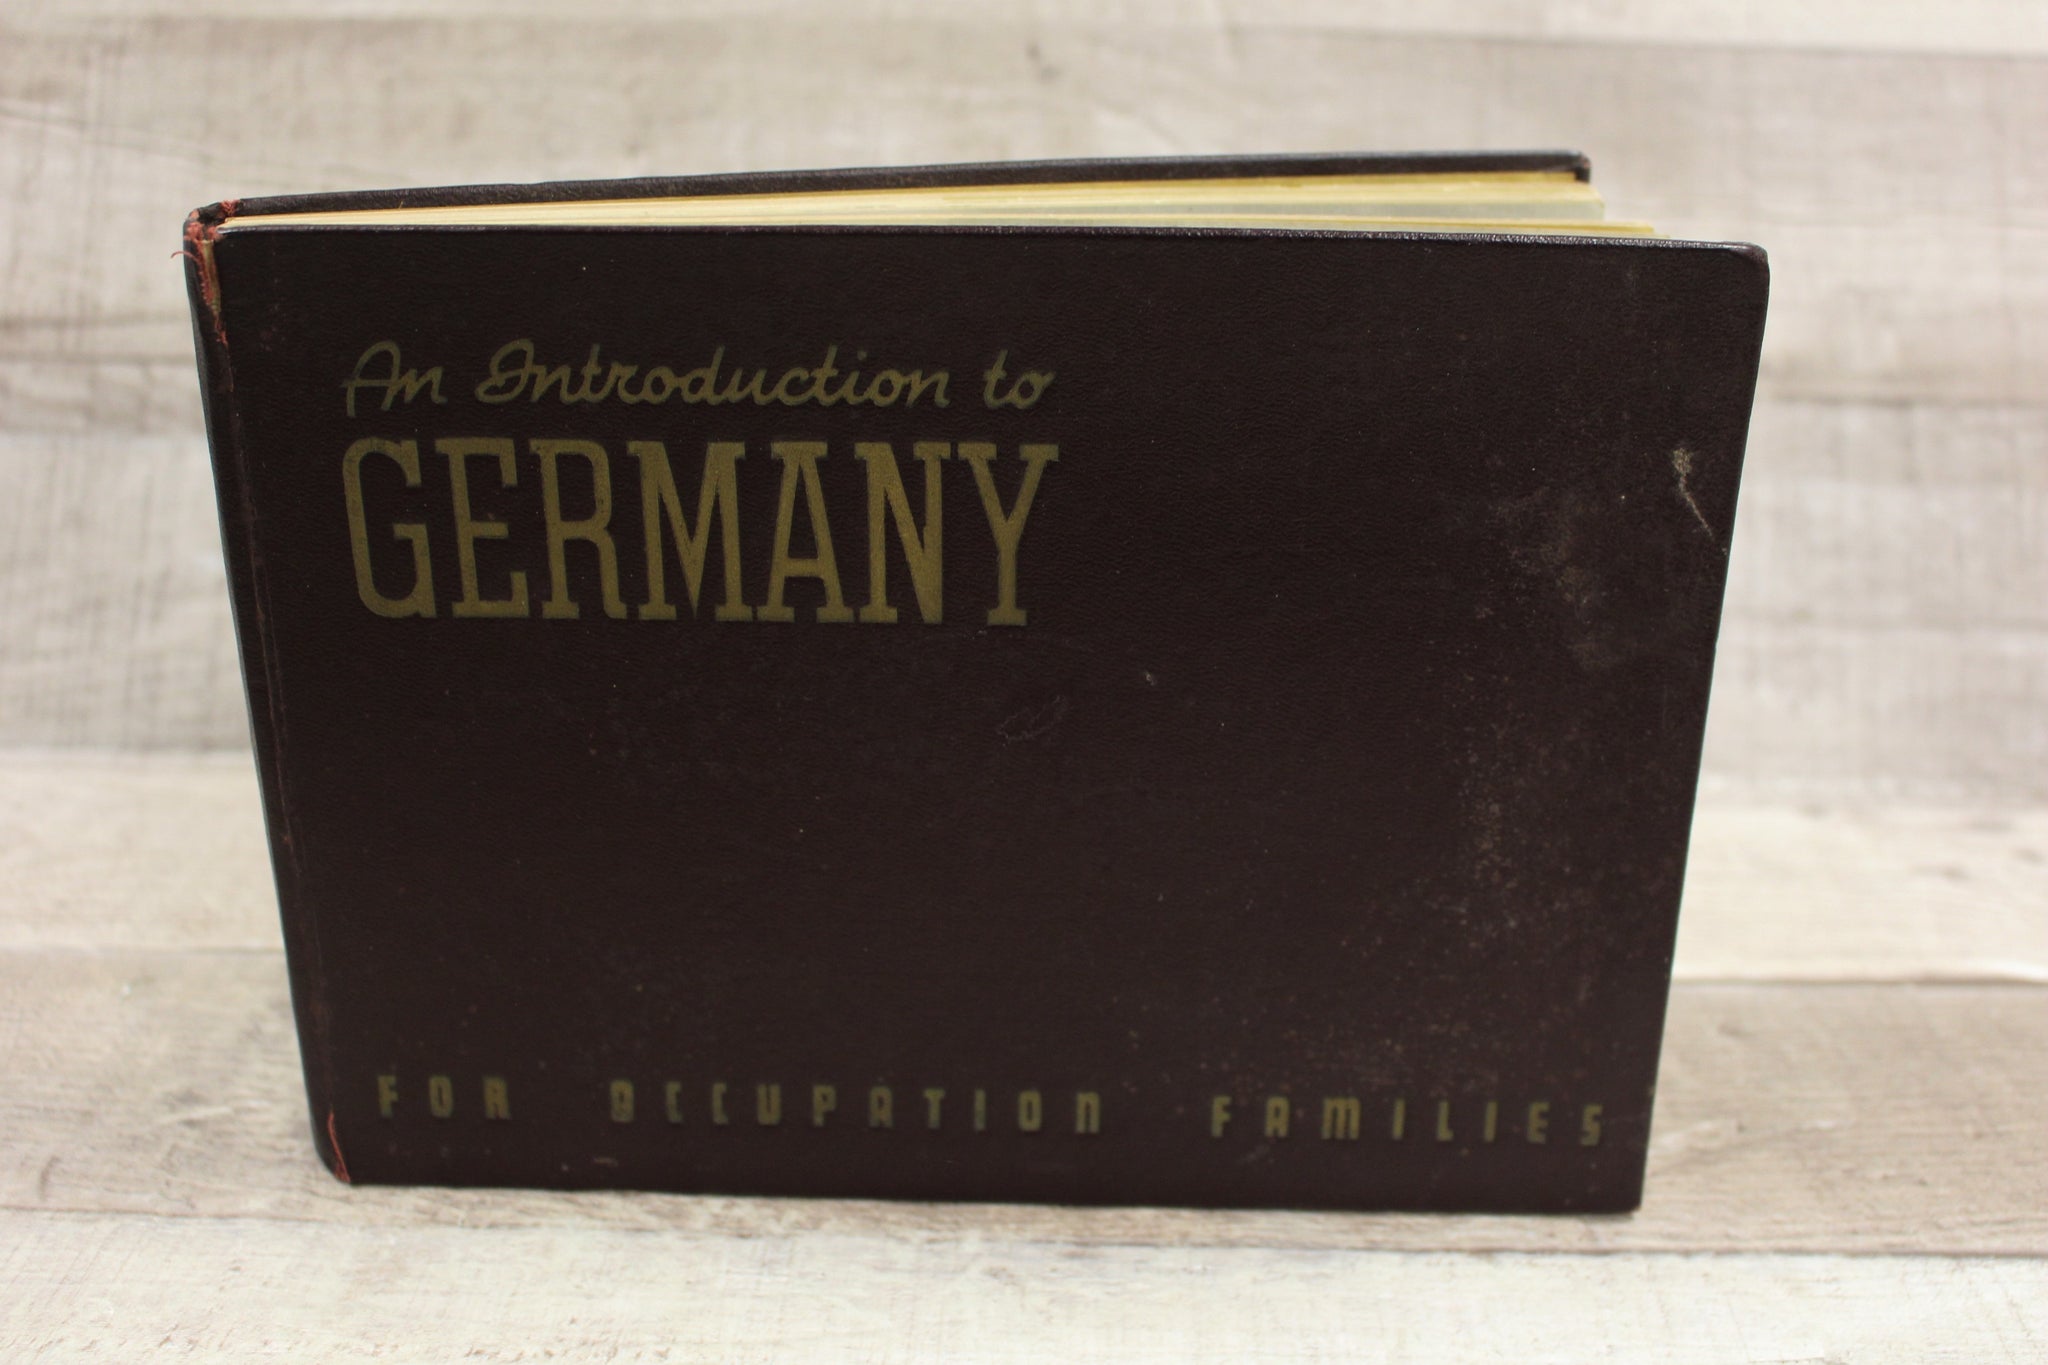 An Introduction to
GERMANY
FOR OCCUPATION FAMILIES